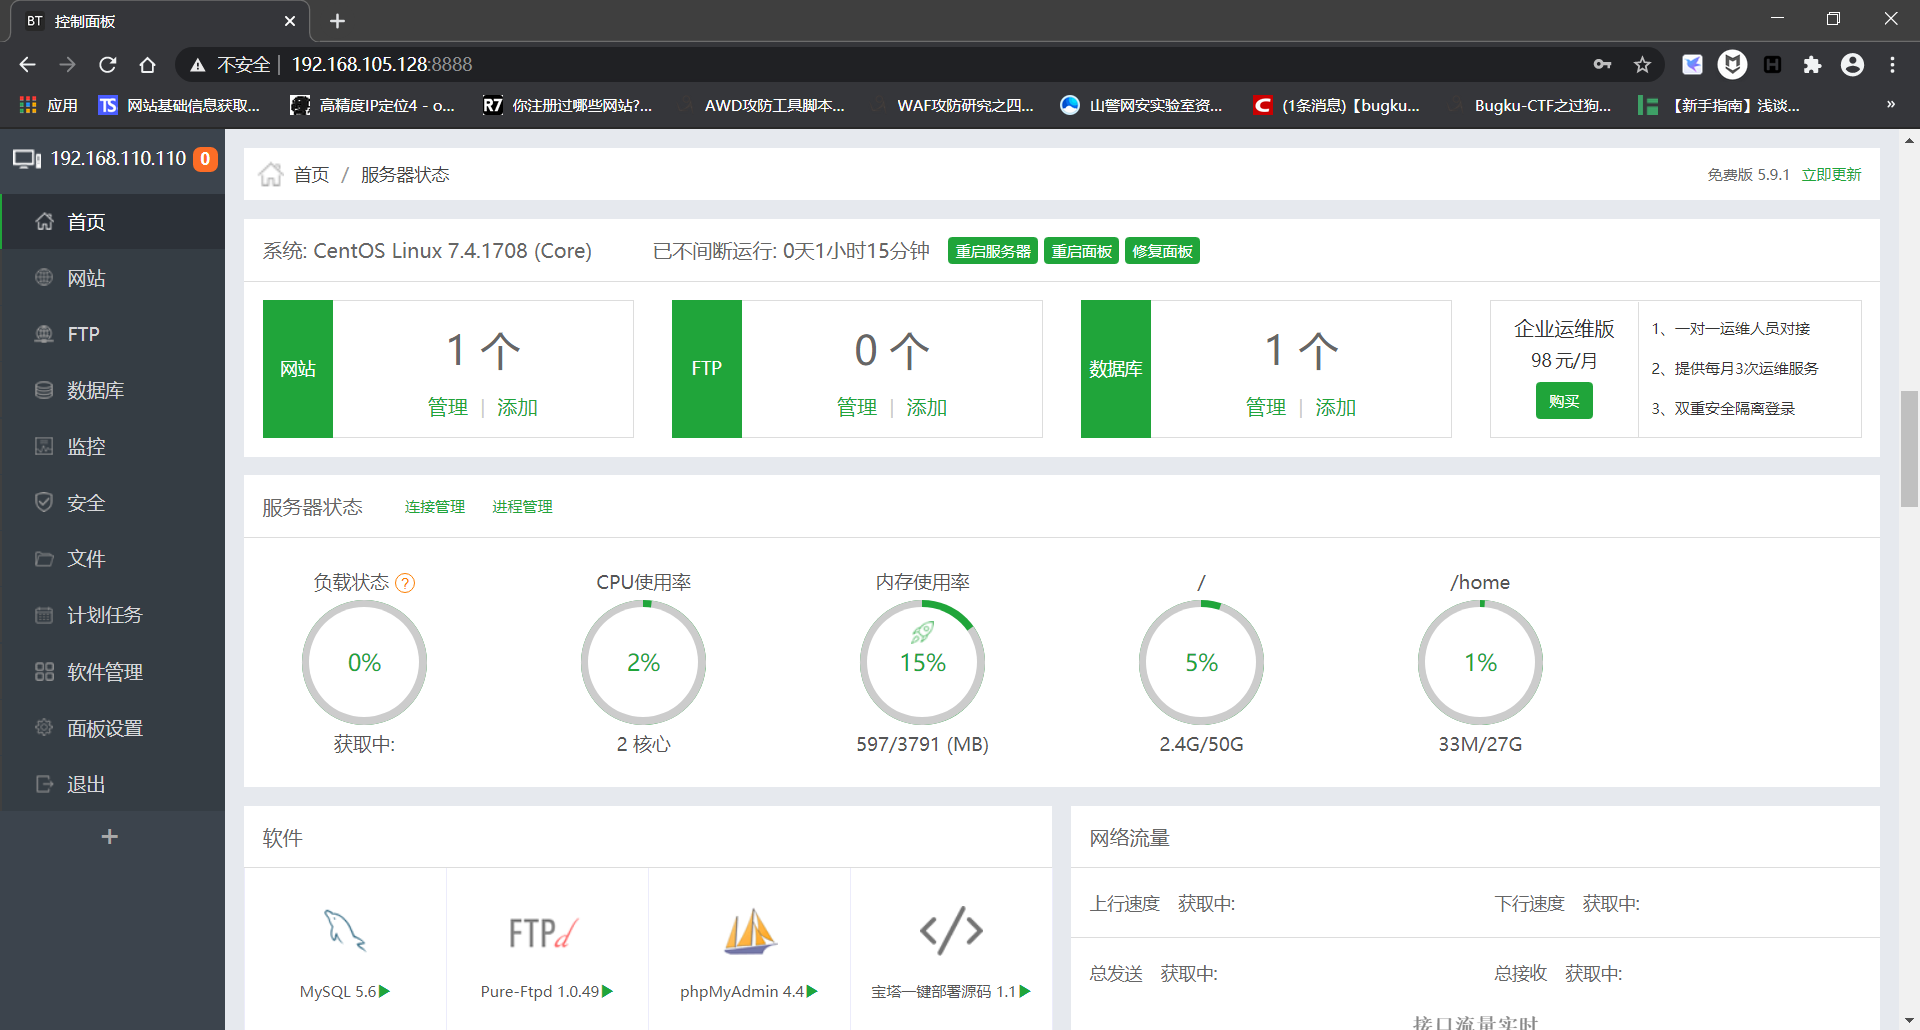 BT 控制面板
不安全 192.168.105.128:8888
应用 TS 网站基础信息获取... 高精度IP定位4 - o... R7 你注册过哪些网站?... AWD攻防工具脚本... WAF攻防研究之四... 山警网安实验室资... C (1条消息)【bugku... Bugku-CTF之过狗... 【新手指南】浅谈... »
192.168.110.110 0
首页
网站
FTP
数据库
监控
安全
文件
计划任务
软件管理
面板设置
退出
首页 / 服务器状态
免费版 5.9.1 立即更新
系统: CentOS Linux 7.4.1708 (Core) 已不间断运行: 0天1小时15分钟 重启服务器 重启面板 修复面板
网站
1 个
管理 | 添加
FTP
0 个
管理 | 添加
数据库
1 个
管理 | 添加
企业运维版
98 元/月
购买
1、一对一运维人员对接
2、提供每月3次运维服务
3、双重安全隔离登录
服务器状态 连接管理 进程管理
负载状态 ?
0%
获取中:
CPU使用率
2%
2 核心
内存使用率
15%
597/3791 (MB)
/
5%
2.4G/50G
/home
1%
33M/27G
软件
MySQL 5.6
FTPd
Pure-Ftpd 1.0.49
phpMyAdmin 4.4
宝塔一键部署源码 1.1
网络流量
上行速度 获取中: 下行速度 获取中:
总发送 获取中: 总接收 获取中:
接口流量实时